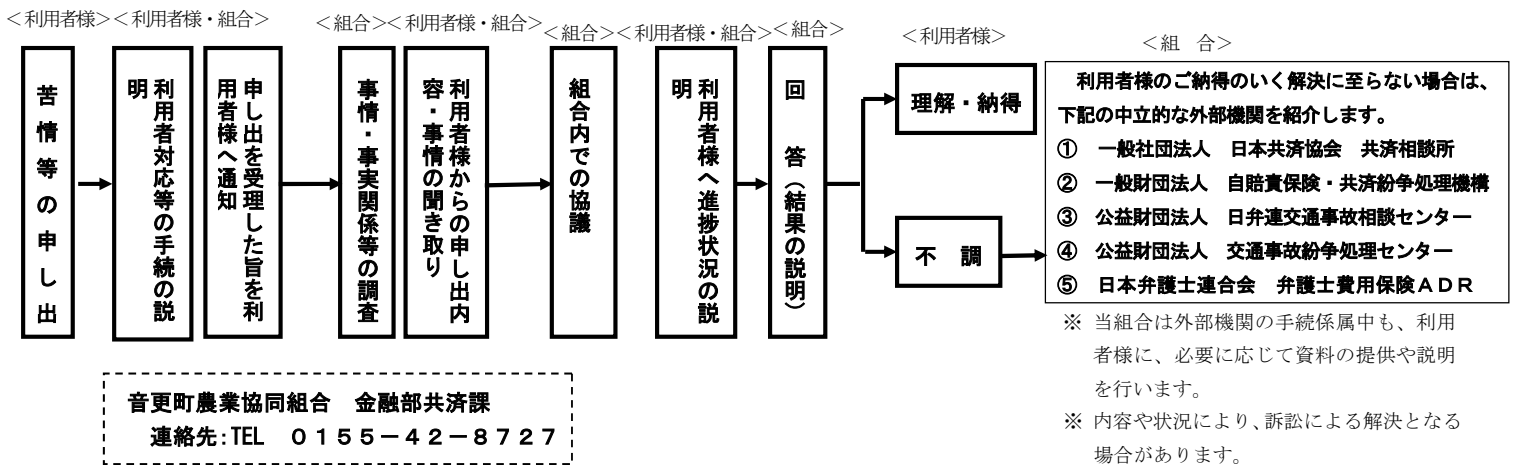 ＜利用者様＞
苦情等の申し出
＜利用者様・組合＞
利用者対応等の手続の説
明
申し出を受理した旨を利
用者様へ通知
＜組合＞
事情・事実関係等の調査
＜利用者様・組合＞
利用者様からの申し出内
容・事情の聞き取り
＜組合＞
組合内での協議
＜利用者様・組合＞
利用者様へ進捗状況の説
明
＜組合＞
回　答（結果の説明）
＜利用者様＞
理解・納得
不　調
＜組　合＞
利用者様のご納得のいく解決に至らない場合は、
下記の中立的な外部機関を紹介します。
①　一般社団法人　日本共済協会　共済相談所
②　一般財団法人　自賠責保険・共済紛争処理機構
③　公益財団法人　日弁連交通事故相談センター
④　公益財団法人　交通事故紛争処理センター
⑤　日本弁護士連合会　弁護士費用保険ＡＤＲ
※ 当組合は外部機関の手続係属中も、利用
者様に、必要に応じて資料の提供や説明
を行います。
※ 内容や状況により、訴訟による解決となる
場合があります。
音更町農業協同組合　金融部共済課
連絡先：TEL　０１５５－４２－８７２７